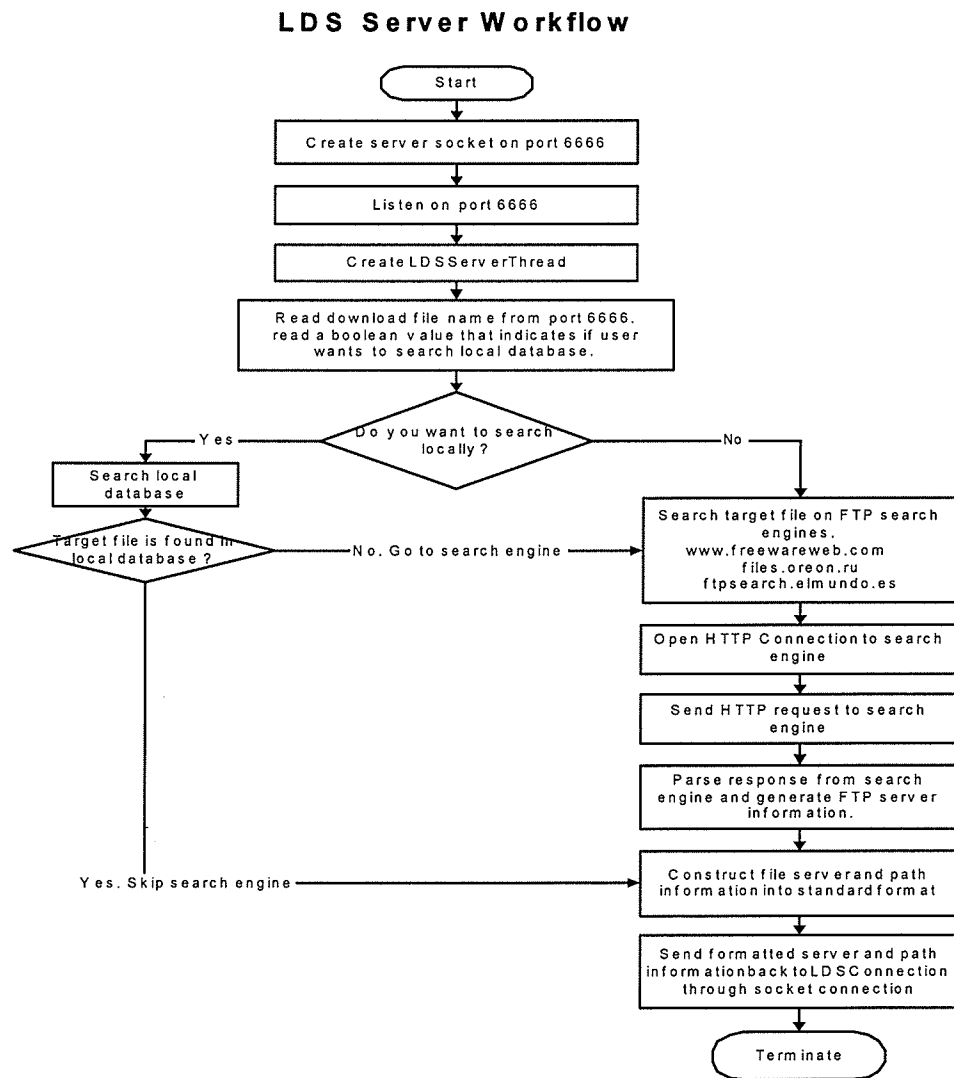 LDS Server Workflow
Start
Create server socket on port 6666
Listen on port 6666
Create LDSServerThread
Read download file name from port 6666.
read a boolean value that indicates if user
wants to search local database.
Do you want to search
locally?
Yes
No
Search local
database
Target file is found in
local database?
No. Go to search engine
Search target file on FTP search
engines.
www.freewareweb.com
files.oreon.ru
ftpsearch.elmundo.es
Open HTTP Connection to search
engine
Send HTTP request to search
engine
Parse response from search
engine and generate FTP server
information.
Yes. Skip search engine
Construct file server and path
information into standard format
Send formatted server and path
information back to LDSConnection
through socket connection
Terminate